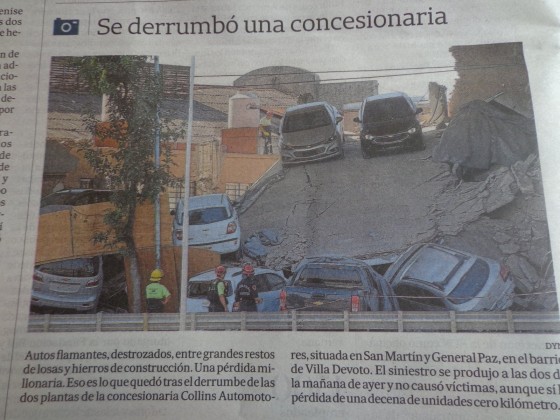 Se derrumbó una concesionaria
DYN
Autos flamantes, destrozados, entre grandes restos
de losas y hierros de construcción. Una pérdida mi-
llonaria. Eso es lo que quedó tras el derrumbe de las
dos plantas de la concesionaria Collins Automoto-
res, situada en San Martín y General Paz, en el barrio
de Villa Devoto. El siniestro se produjo a las dos de
la mañana de ayer y no causó víctimas, aunque sí
pérdida de una decena de unidades cero kilómetro.